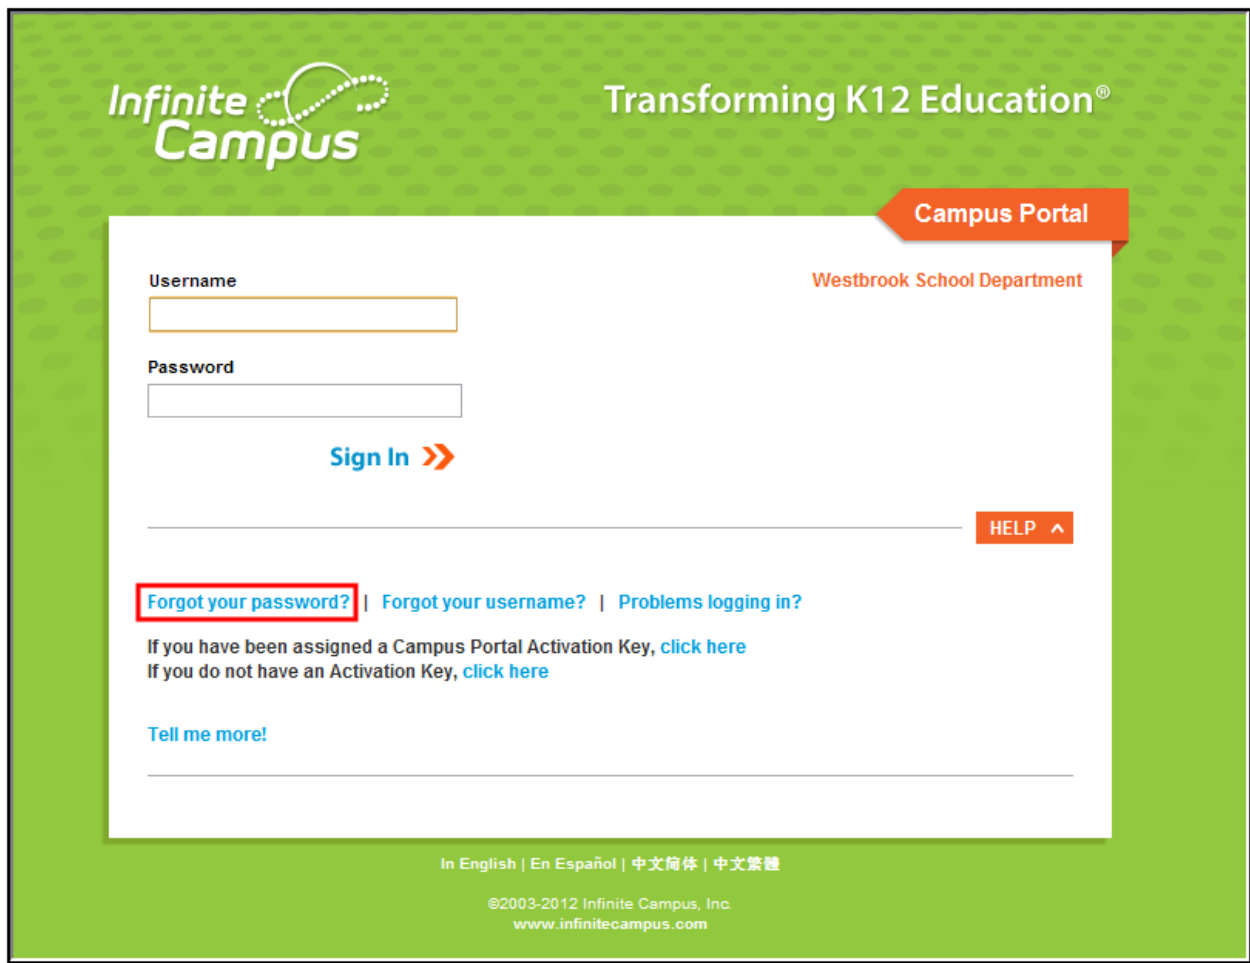 Infinite
Campus
Transforming K12 Education®
Campus Portal
Username
Westbrook School Department
Password
Sign In
HELP
Forgot your password? | Forgot your username? | Problems logging in?
If you have been assigned a Campus Portal Activation Key, click here
If you do not have an Activation Key, click here
Tell me more!
In English | En Español | 中文简体 | 中文繁體
©2003-2012 Infinite Campus, Inc.
www.infinitecampus.com